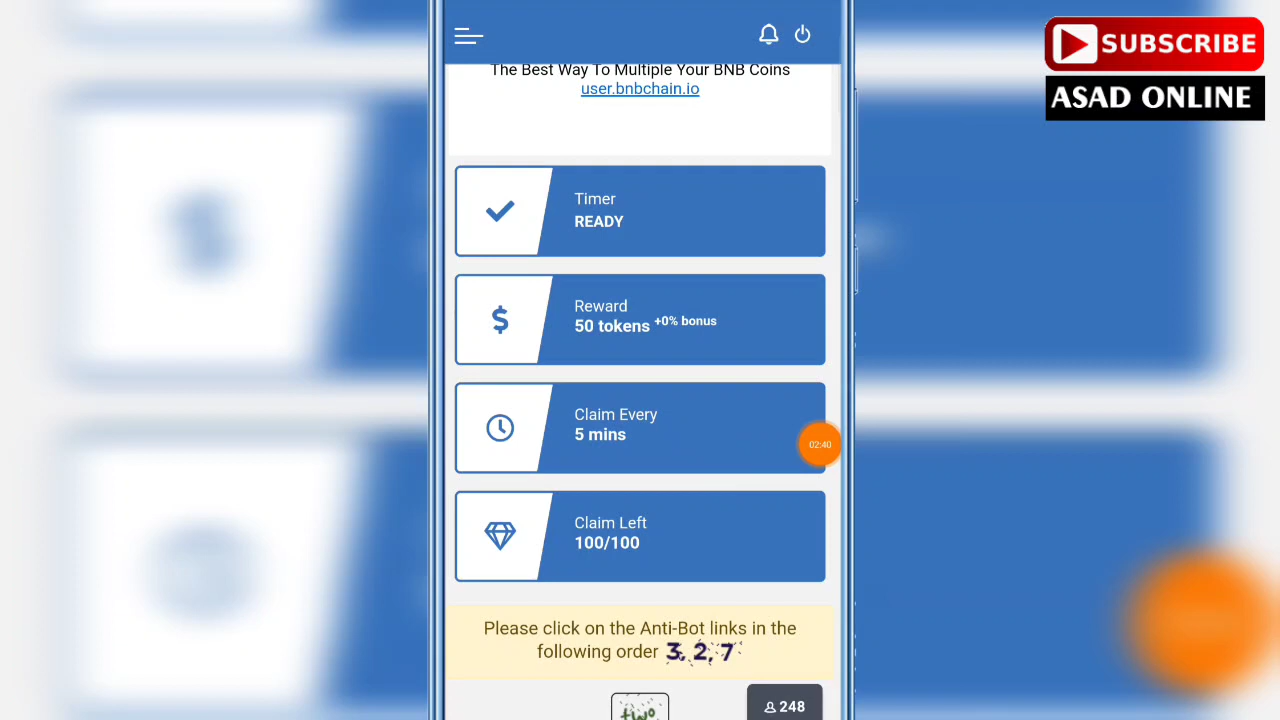 SUBSCRIBE
ASAD ONLINE
The Best Way To Multiple Your BNB Coins
user.bnbchain.io
Timer
READY
Reward
50 tokens +0% bonus
Claim Every
5 mins
02:40
Claim Left
100/100
Please click on the Anti-Bot links in the
following order 3, 2, 7
two
248